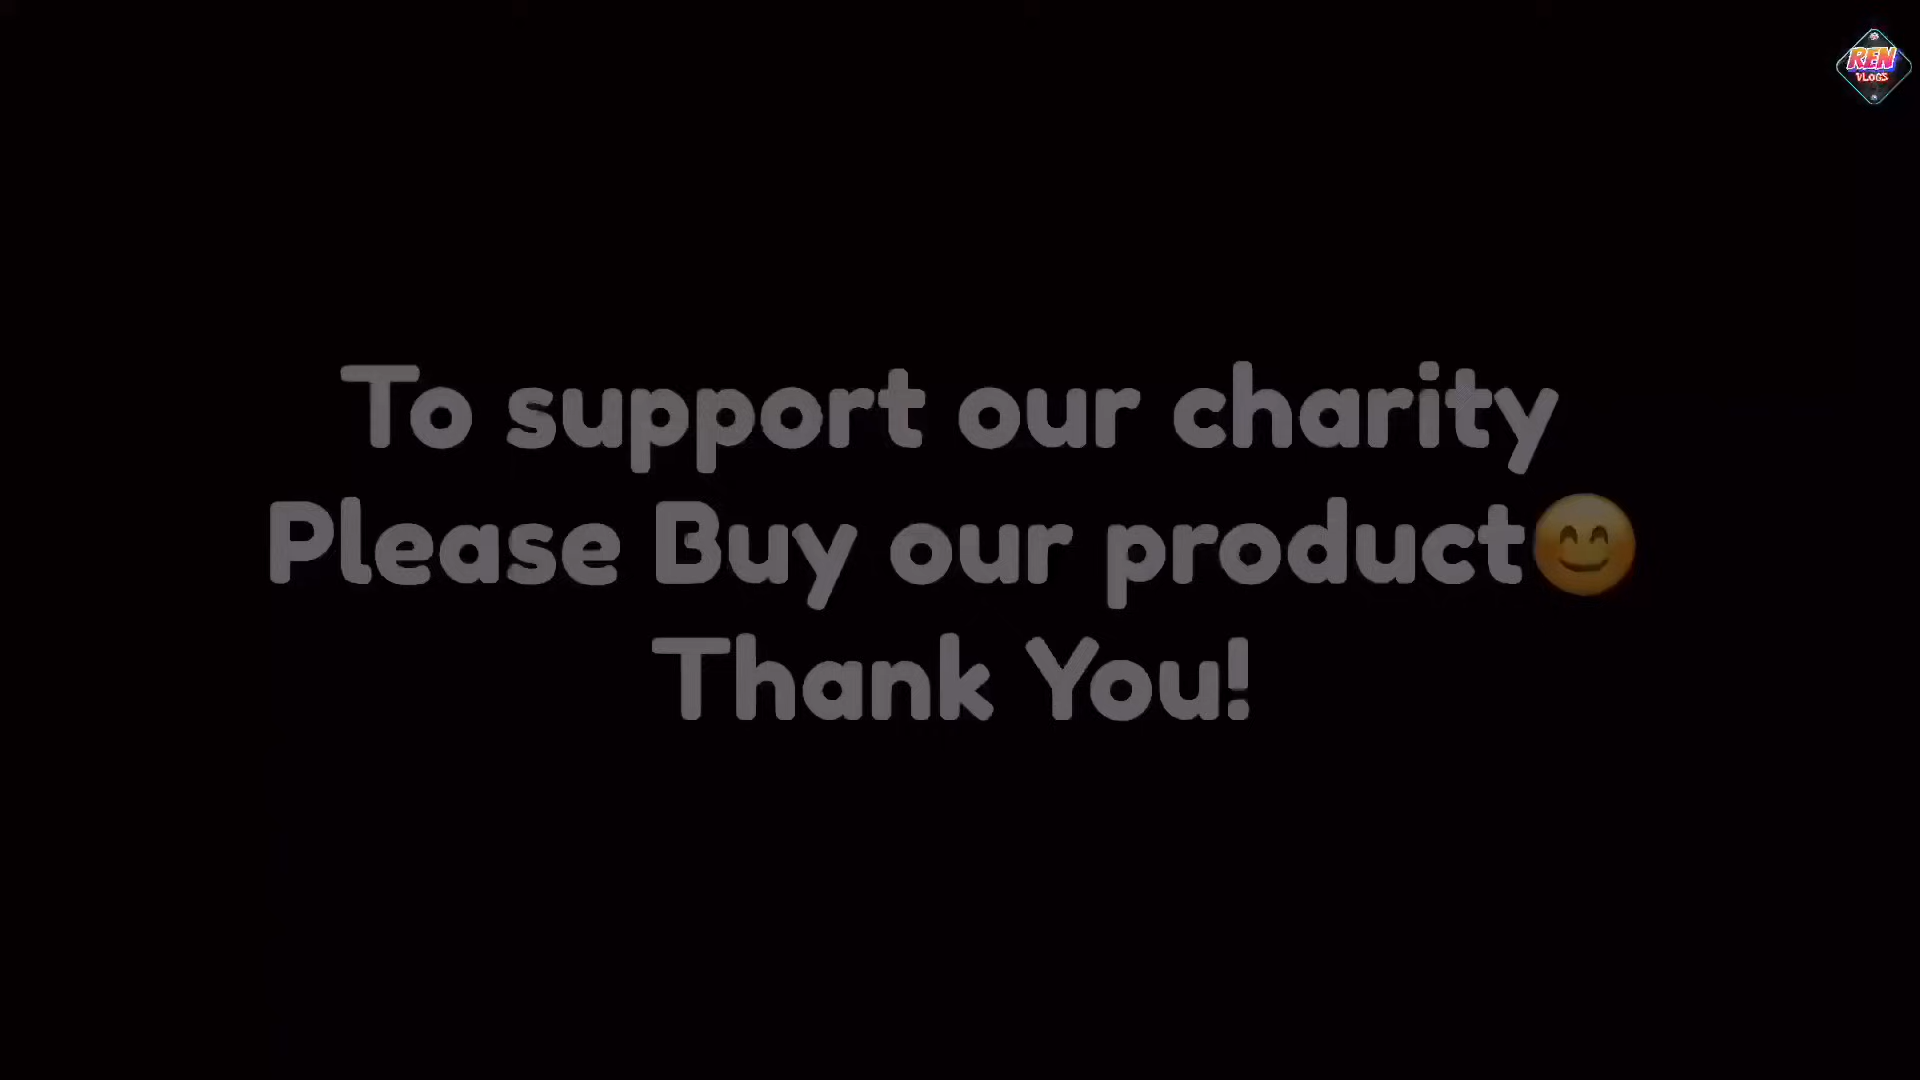 REN
VLOGS
To support our charity
Please Buy our product😊
Thank You!